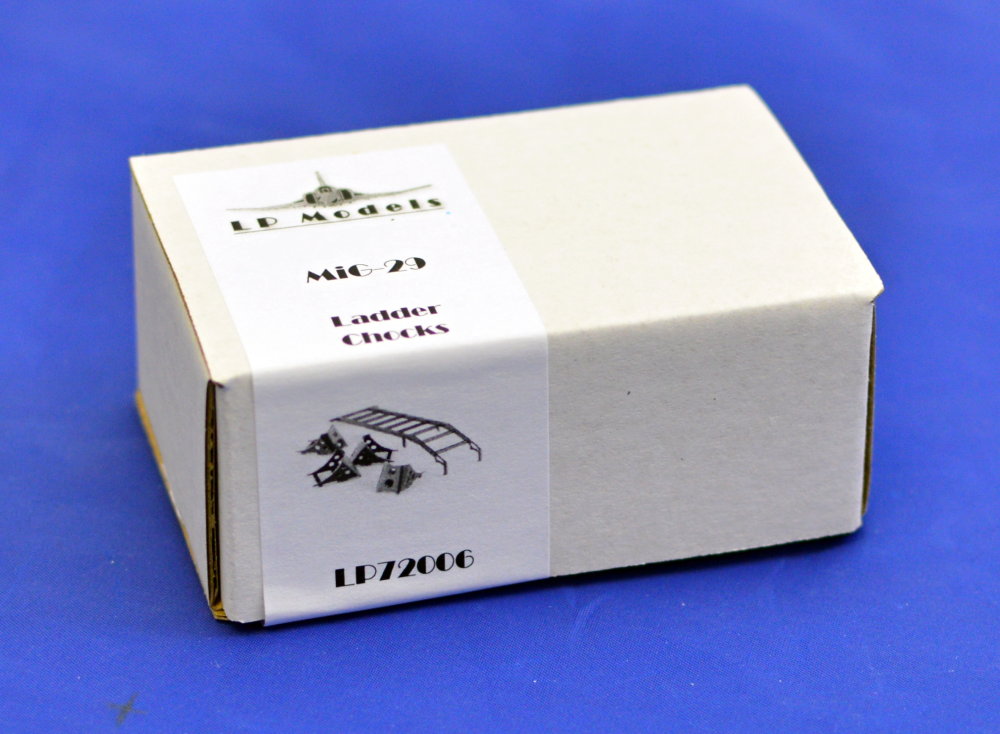 LP Models
MiG-29
Ladder
Chocks
LP72006